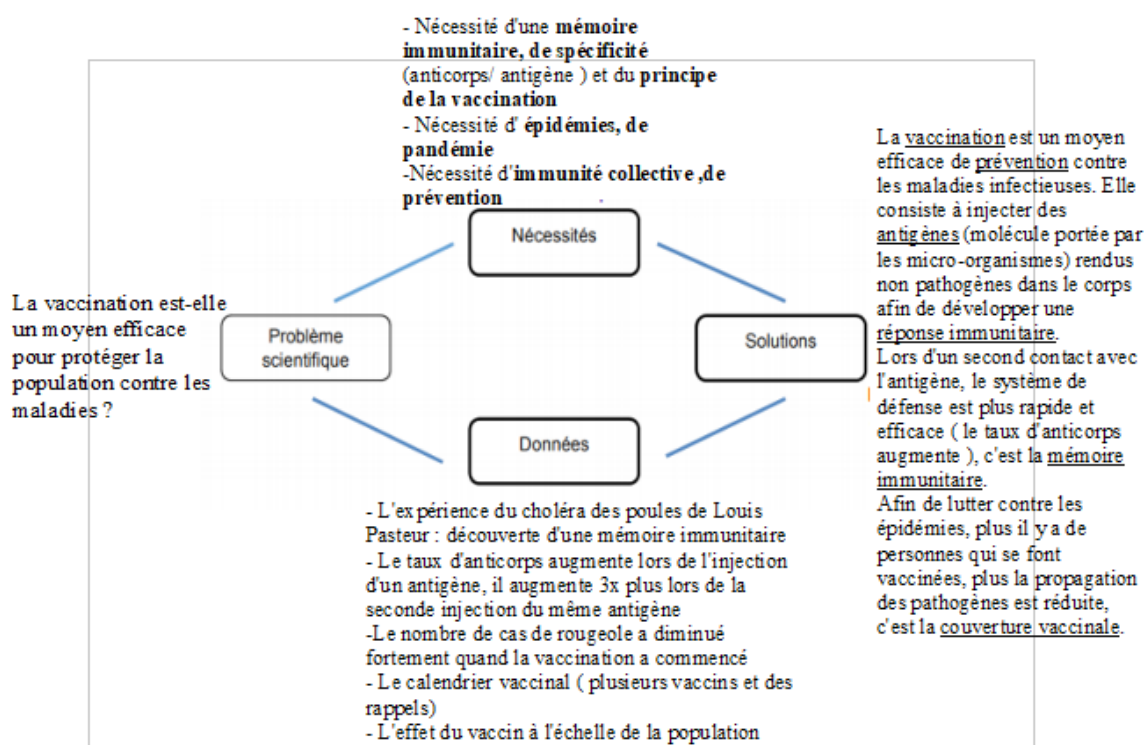 - Nécessité d'une mémoire
immunitaire, de spécificité
(anticorps/ antigène ) et du principe
de la vaccination
- Nécessité d' épidémies, de
pandémie
-Nécessité d'immunité collective ,de
prévention
Nécessités
La vaccination est-elle
un moyen efficace
pour protéger la
population contre les
maladies ?
Problème
scientifique
Solutions
La vaccination est un moyen
efficace de prévention contre
les maladies infectieuses. Elle
consiste à injecter des
antigènes (molécule portée par
les micro-organismes) rendus
non pathogènes dans le corps
afin de développer une
réponse immunitaire.
Lors d'un second contact avec
l'antigène, le système de
défense est plus rapide et
efficace ( le taux d'anticorps
augmente ), c'est la mémoire
immunitaire.
Afin de lutter contre les
épidémies, plus il y a de
personnes qui se font
vaccinées, plus la propagation
des pathogènes est réduite,
c'est la couverture vaccinale.
Données
- L'expérience du choléra des poules de Louis
Pasteur : découverte d'une mémoire immunitaire
- Le taux d'anticorps augmente lors de l'injection
d'un antigène, il augmente 3x plus lors de la
seconde injection du même antigène
-Le nombre de cas de rougeole a diminué
fortement quand la vaccination a commencé
- Le calendrier vaccinal ( plusieurs vaccins et des
rappels)
- L'effet du vaccin à l'échelle de la population